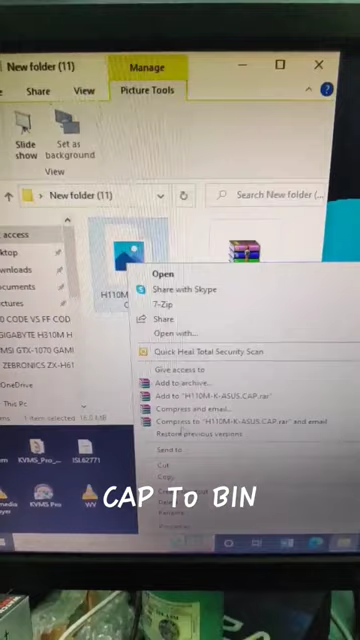 New folder (11)
Manage
Share
View
Picture Tools
Slide
show
Set as
background
View
New folder (11)
Search New folder (...
access
Open
Share with Skype
7-Zip
Share
Open with...
Quick Heal Total Security Scan
Give access to
Add to archive...
Add to "H110M-K-ASUS.CAP.rar"
Compress and email...
Compress to "H110M-K-ASUS.CAP.rar" and email
Restore previous versions
Send to
Cut
Copy
H110M
ktop
wnloads
cuments
ctures
0 CODE VS FF COD
GIGABYTE H310M H
MSI GTX-1070 GAMI
ZEBRONICS ZX-H61
OneDrive
This Pc
1 item selected 16.0 MB
KVMS_Pro_...
ISL62771
KVMS Pro
WV
CAP TO BIN